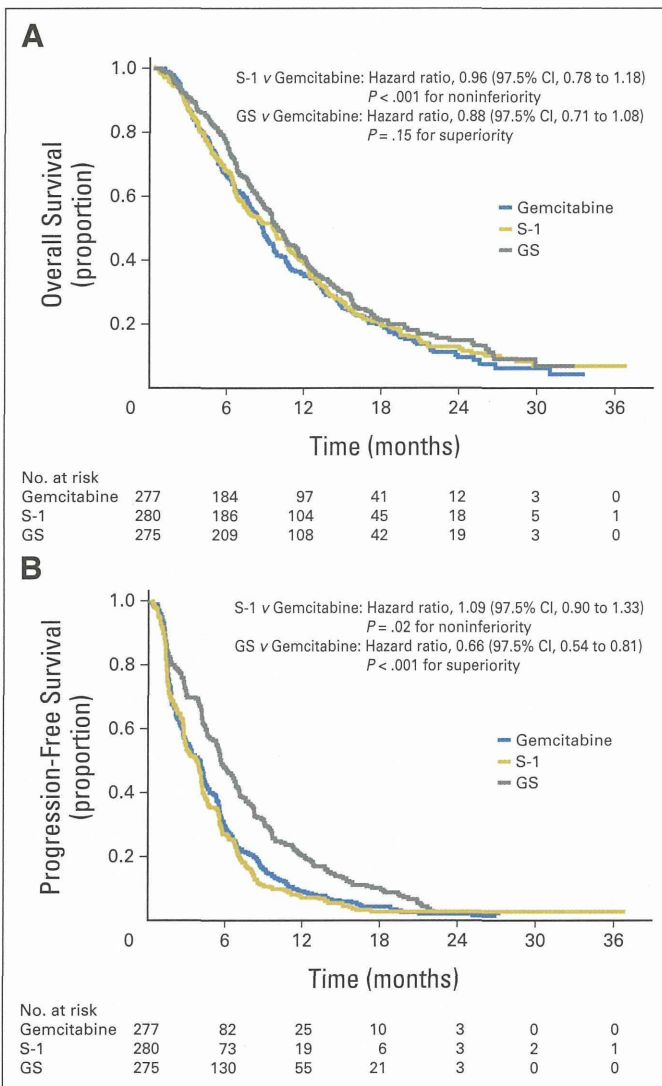 A
S-1 v Gemcitabine: Hazard ratio, 0.96 (97.5% CI, 0.78 to 1.18)
P < .001 for noninferiority
GS v Gemcitabine: Hazard ratio, 0.88 (97.5% CI, 0.71 to 1.08)
P = .15 for superiority
Overall Survival
(proportion)
1.0
0.8
0.6
0.4
0.2
Gemcitabine
S-1
GS
0 6 12 18 24 30 36
Time (months)
No. at risk
Gemcitabine 277 184 97 41 12 3 0
S-1 280 186 104 45 18 5 1
GS 275 209 108 42 19 3 0
B
S-1 v Gemcitabine: Hazard ratio, 1.09 (97.5% CI, 0.90 to 1.33)
P = .02 for noninferiority
GS v Gemcitabine: Hazard ratio, 0.66 (97.5% CI, 0.54 to 0.81)
P < .001 for superiority
Progression-Free Survival
(proportion)
1.0
0.8
0.6
0.4
0.2
Gemcitabine
S-1
GS
0 6 12 18 24 30 36
Time (months)
No. at risk
Gemcitabine 277 82 25 10 3 0 0
S-1 280 73 19 6 3 2 1
GS 275 130 55 21 3 0 0